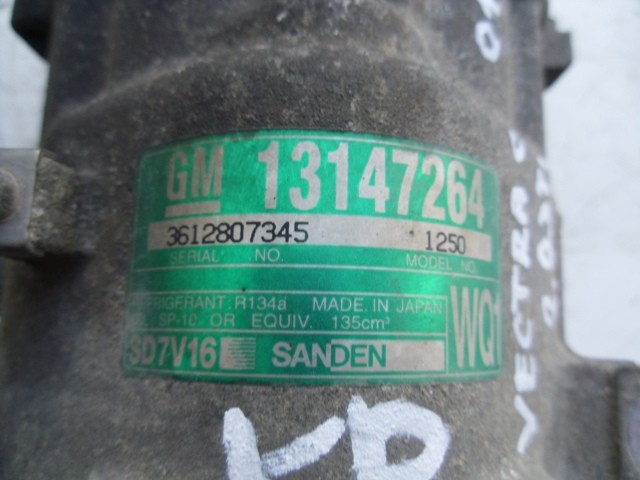 GM 13147264
3612807345 1250
SERIAL NO. MODEL NO.
REFRIGERANT. R134a MADE. IN JAPAN
SP-10. OR EQUIV. 135cm³
SD7V16 SANDEN WQ1
VECTRA C
LD